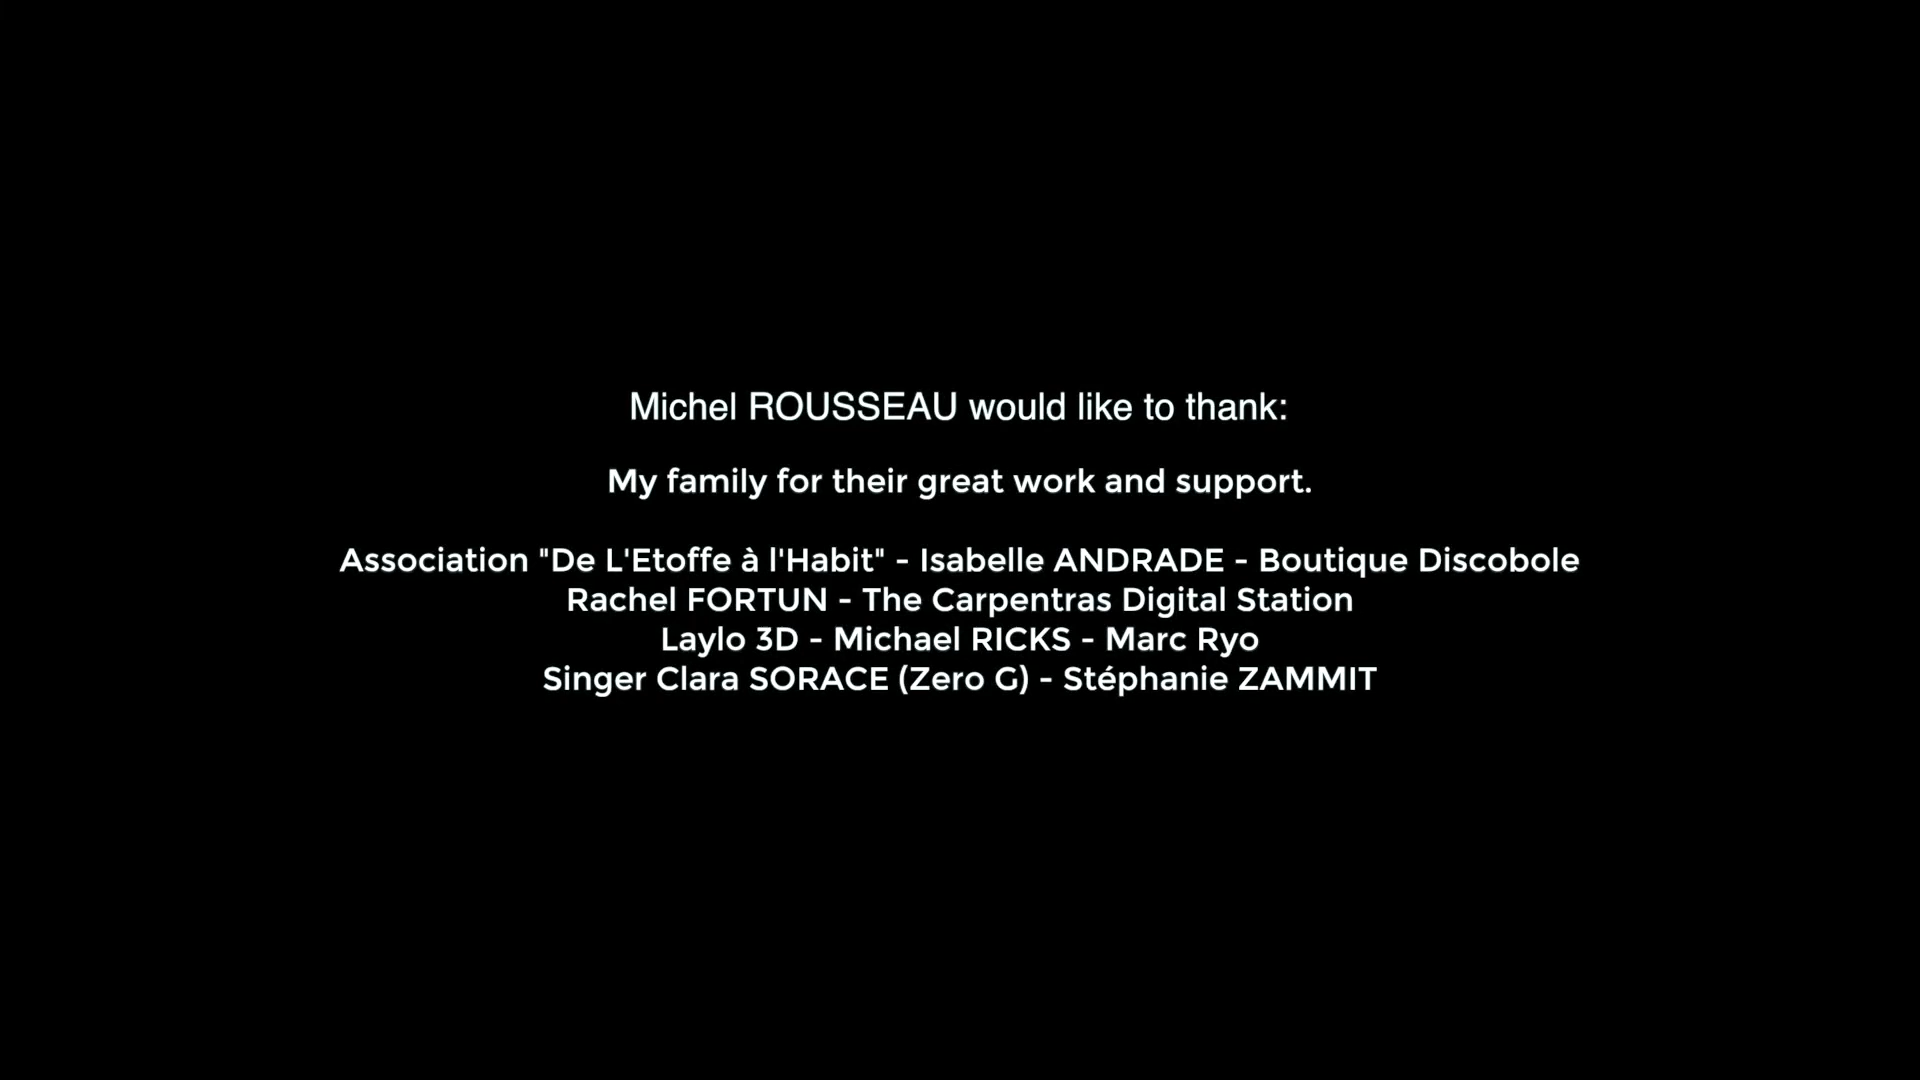 Michel ROUSSEAU would like to thank:
My family for their great work and support.
Association "De L'Etoffe à l'Habit" - Isabelle ANDRADE - Boutique Discobole
Rachel FORTUN - The Carpentras Digital Station
Laylo 3D - Michael RICKS - Marc Ryo
Singer Clara SORACE (Zero G) - Stéphanie ZAMMIT